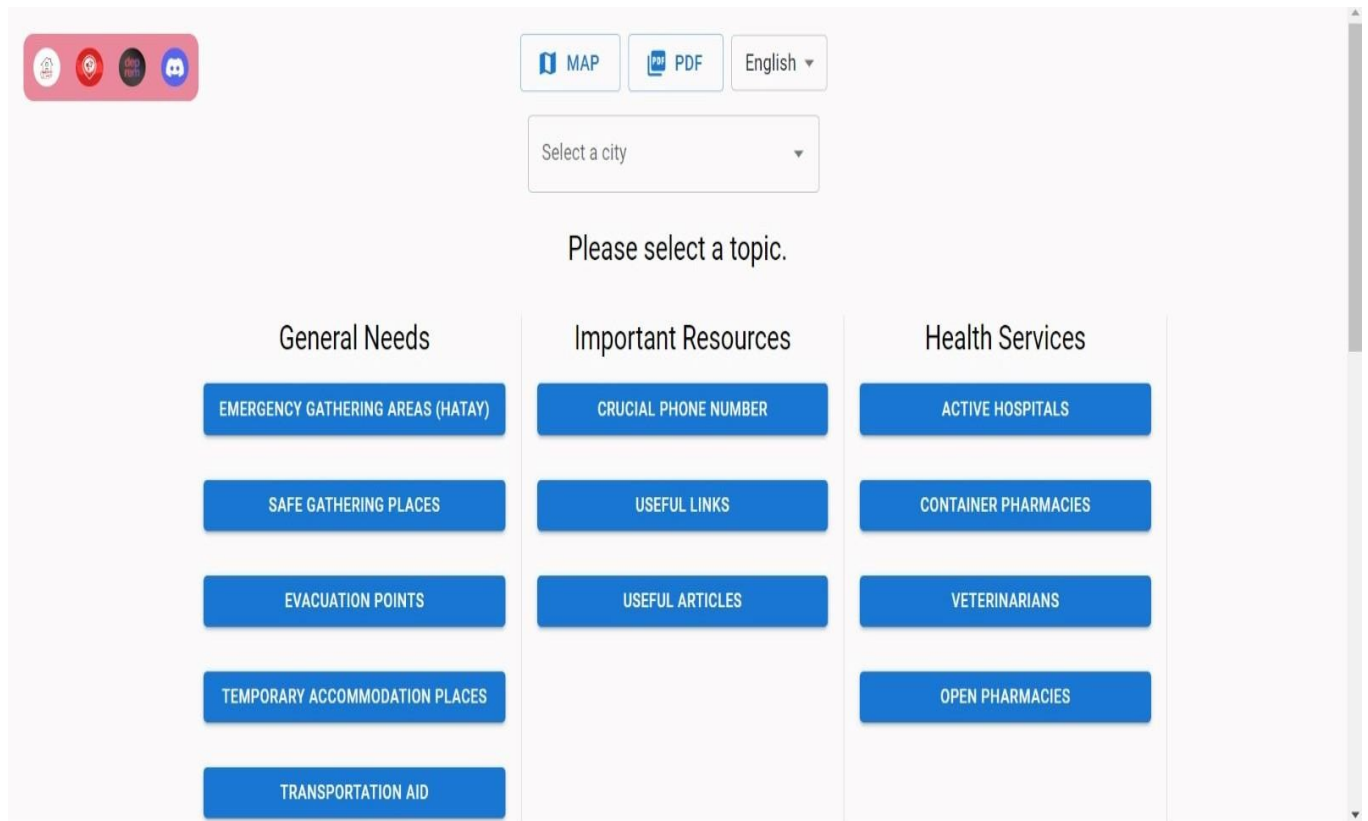 MAP
PDF
English
Select a city
Please select a topic.
General Needs
EMERGENCY GATHERING AREAS (HATAY)
SAFE GATHERING PLACES
EVACUATION POINTS
TEMPORARY ACCOMMODATION PLACES
TRANSPORTATION AID
Important Resources
CRUCIAL PHONE NUMBER
USEFUL LINKS
USEFUL ARTICLES
Health Services
ACTIVE HOSPITALS
CONTAINER PHARMACIES
VETERINARIANS
OPEN PHARMACIES